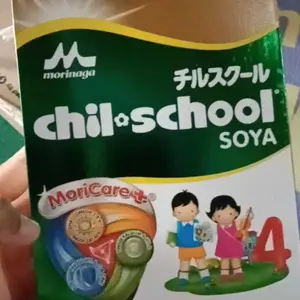 morinaga
チルスクール
chil school
SOYA
MoriCare+
4